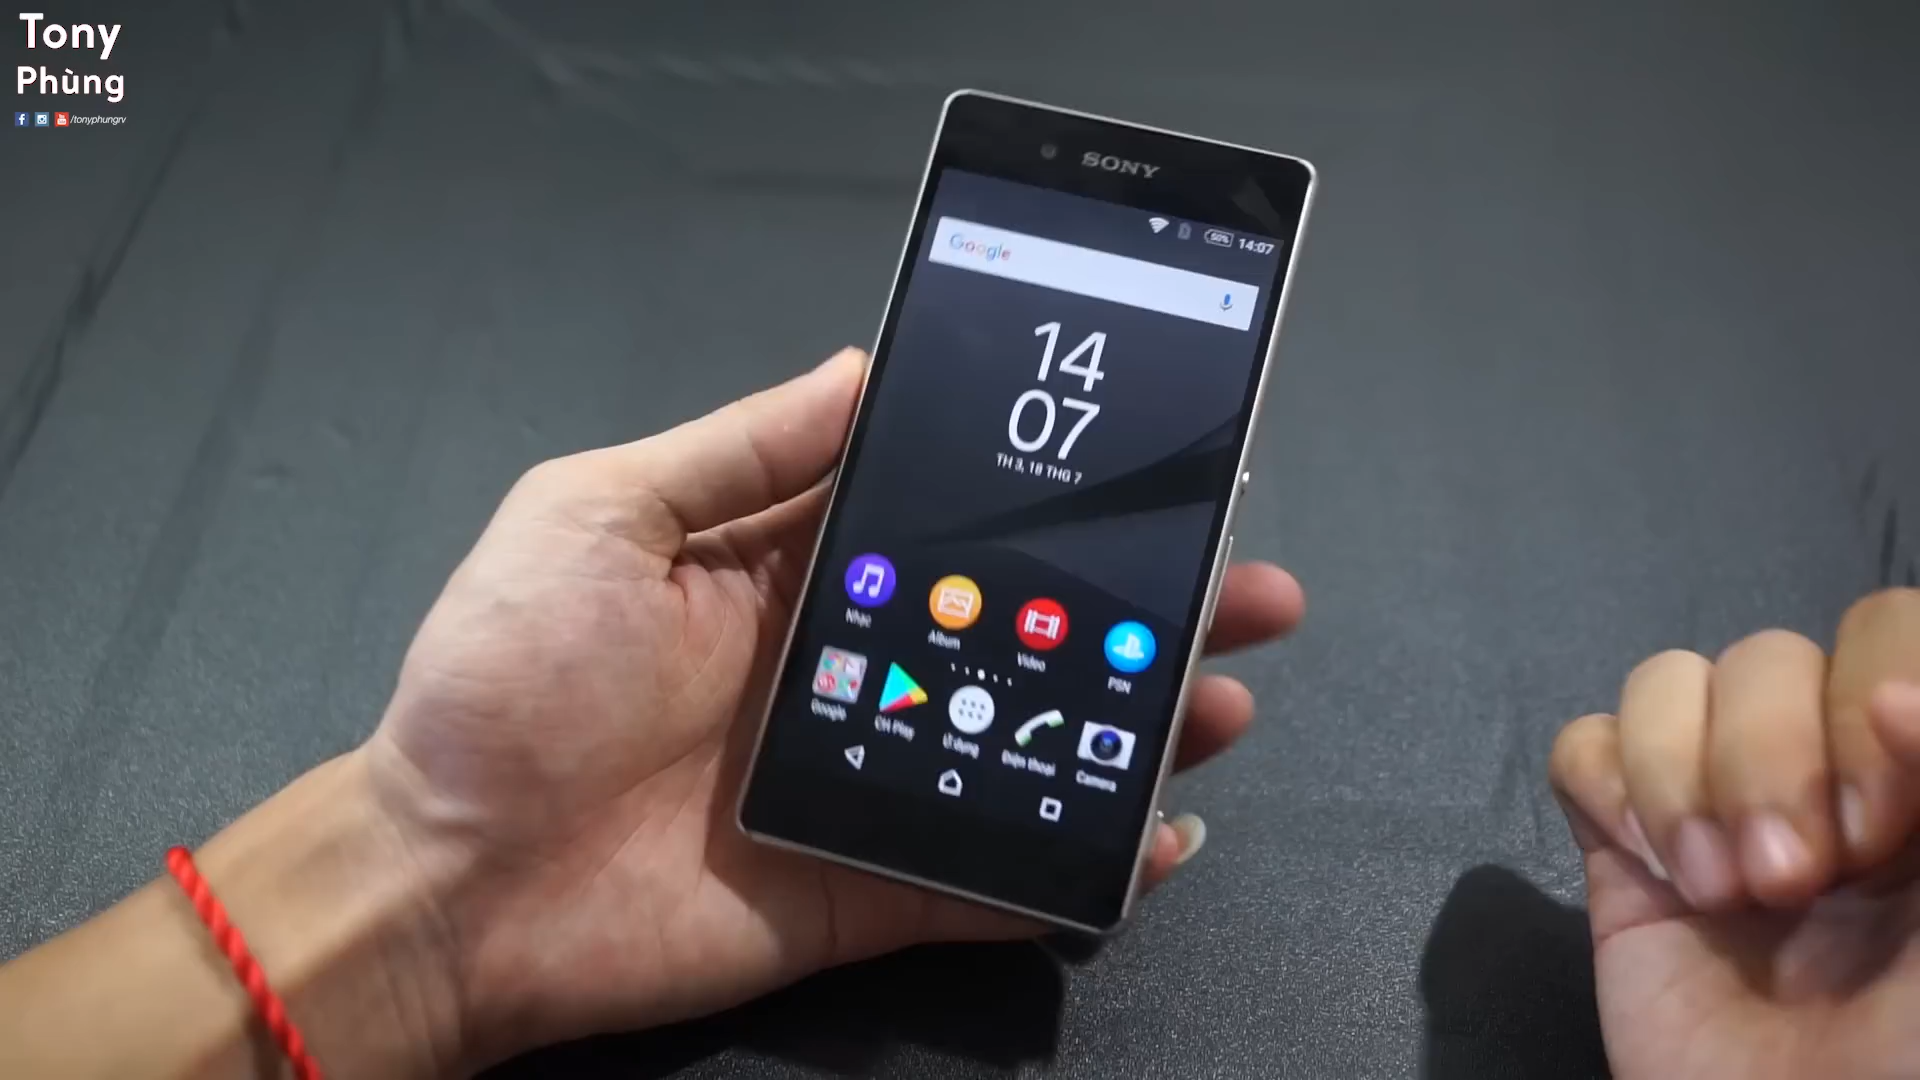 Tony
Phùng
/tonyphungrv
SONY
50% 14:07
Google
14
07
TH 3, 18 THG 7
Nhạc
Album
Video
PSN
Google
CH Play
Ứ.dụng
Điện thoại
Camera